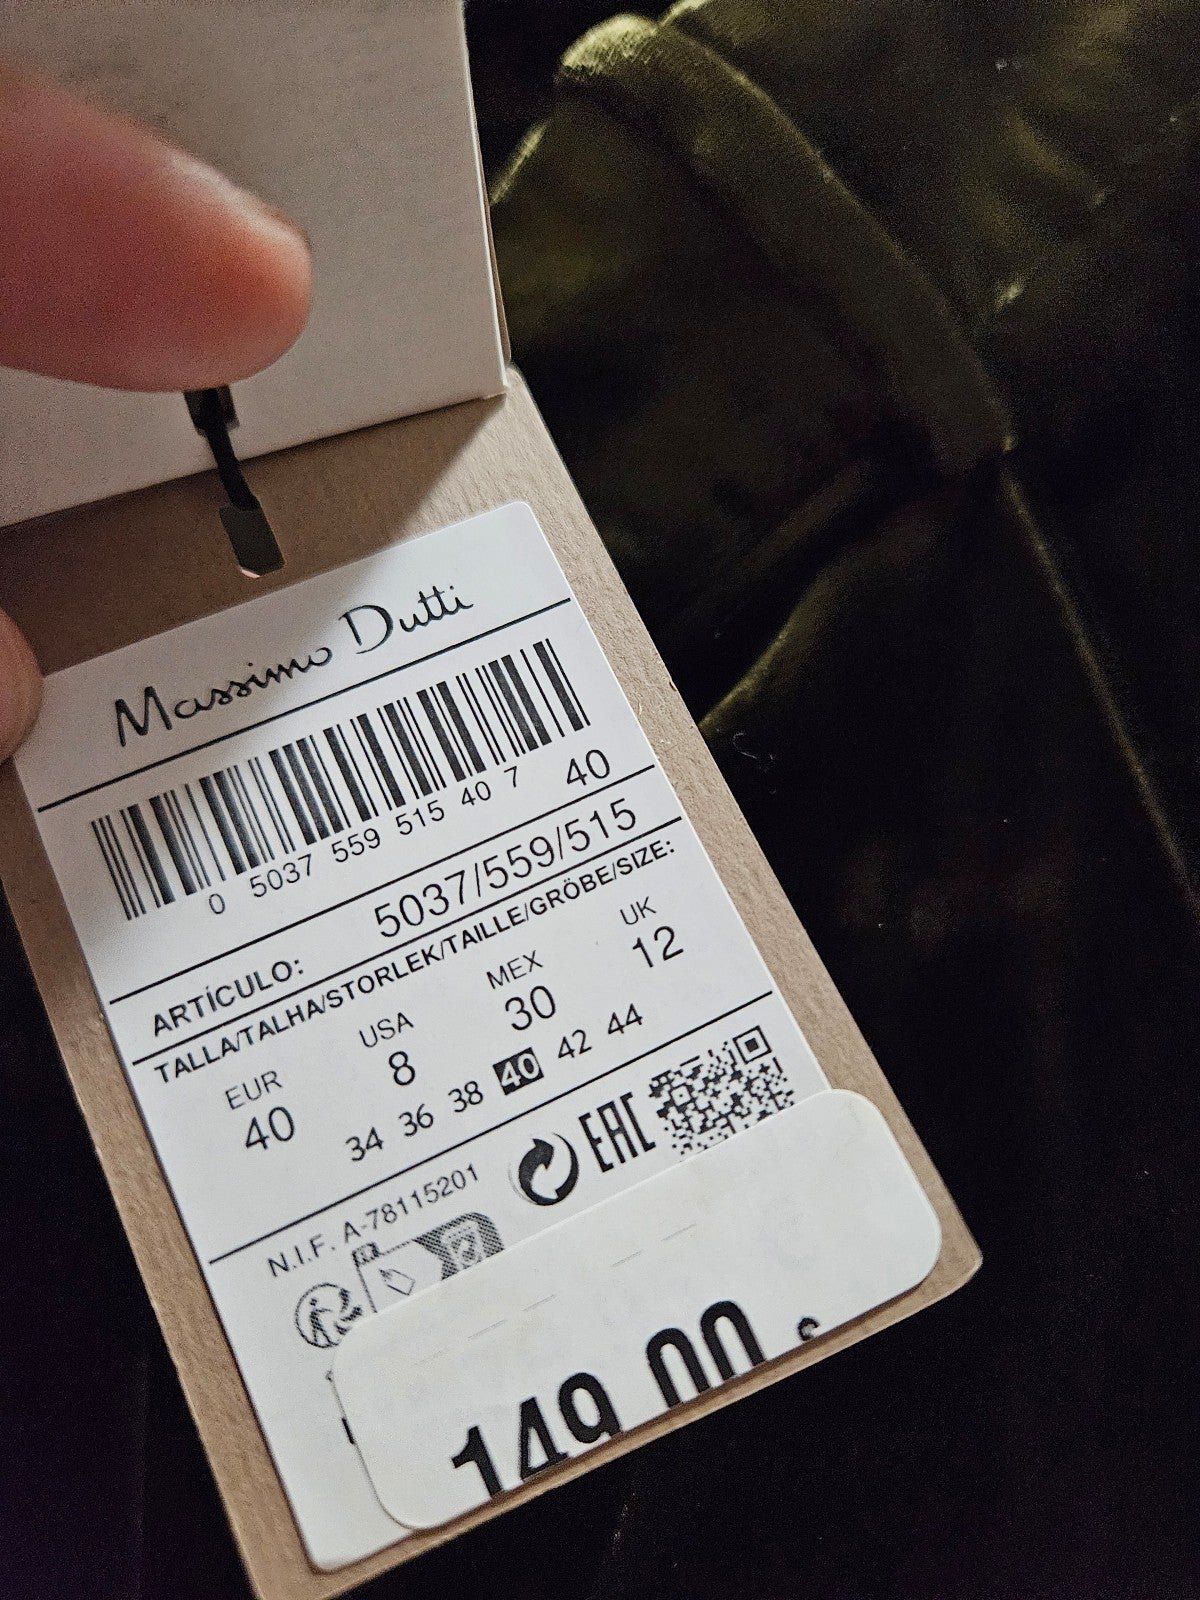 Massimo Dutti
0 5037 559 515 40 7 40
ARTÍCULO: 5037/559/515
TALLA/TALHA/STORLEK/TAILLE/GRÖBE/SIZE:
EUR USA MEX UK
40 8 30 12
34 36 38 40 42 44
N.I.F. A-78115201
EAC
149.00